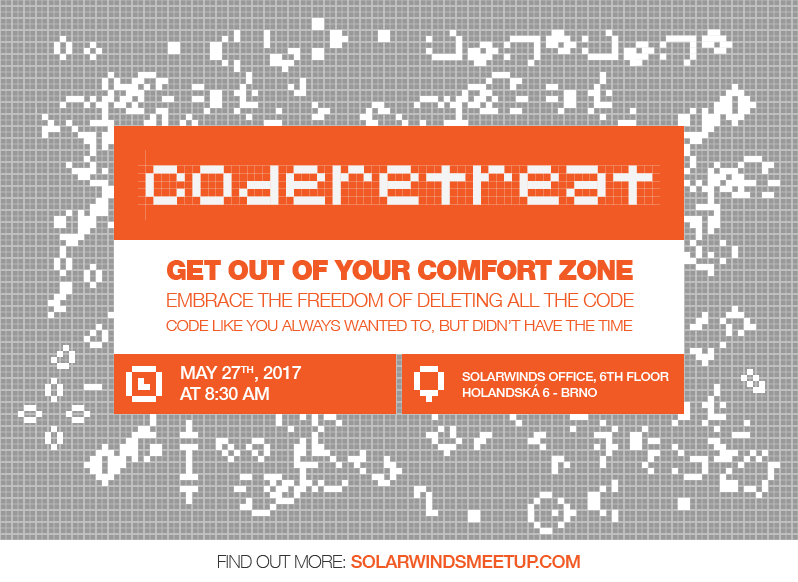 coderetreat
GET OUT OF YOUR COMFORT ZONE
EMBRACE THE FREEDOM OF DELETING ALL THE CODE
CODE LIKE YOU ALWAYS WANTED TO, BUT DIDN'T HAVE THE TIME
MAY 27TH, 2017
AT 8:30 AM
SOLARWINDS OFFICE, 6TH FLOOR
HOLANDSKÁ 6 - BRNO
FIND OUT MORE: SOLARWINDSMEETUP.COM